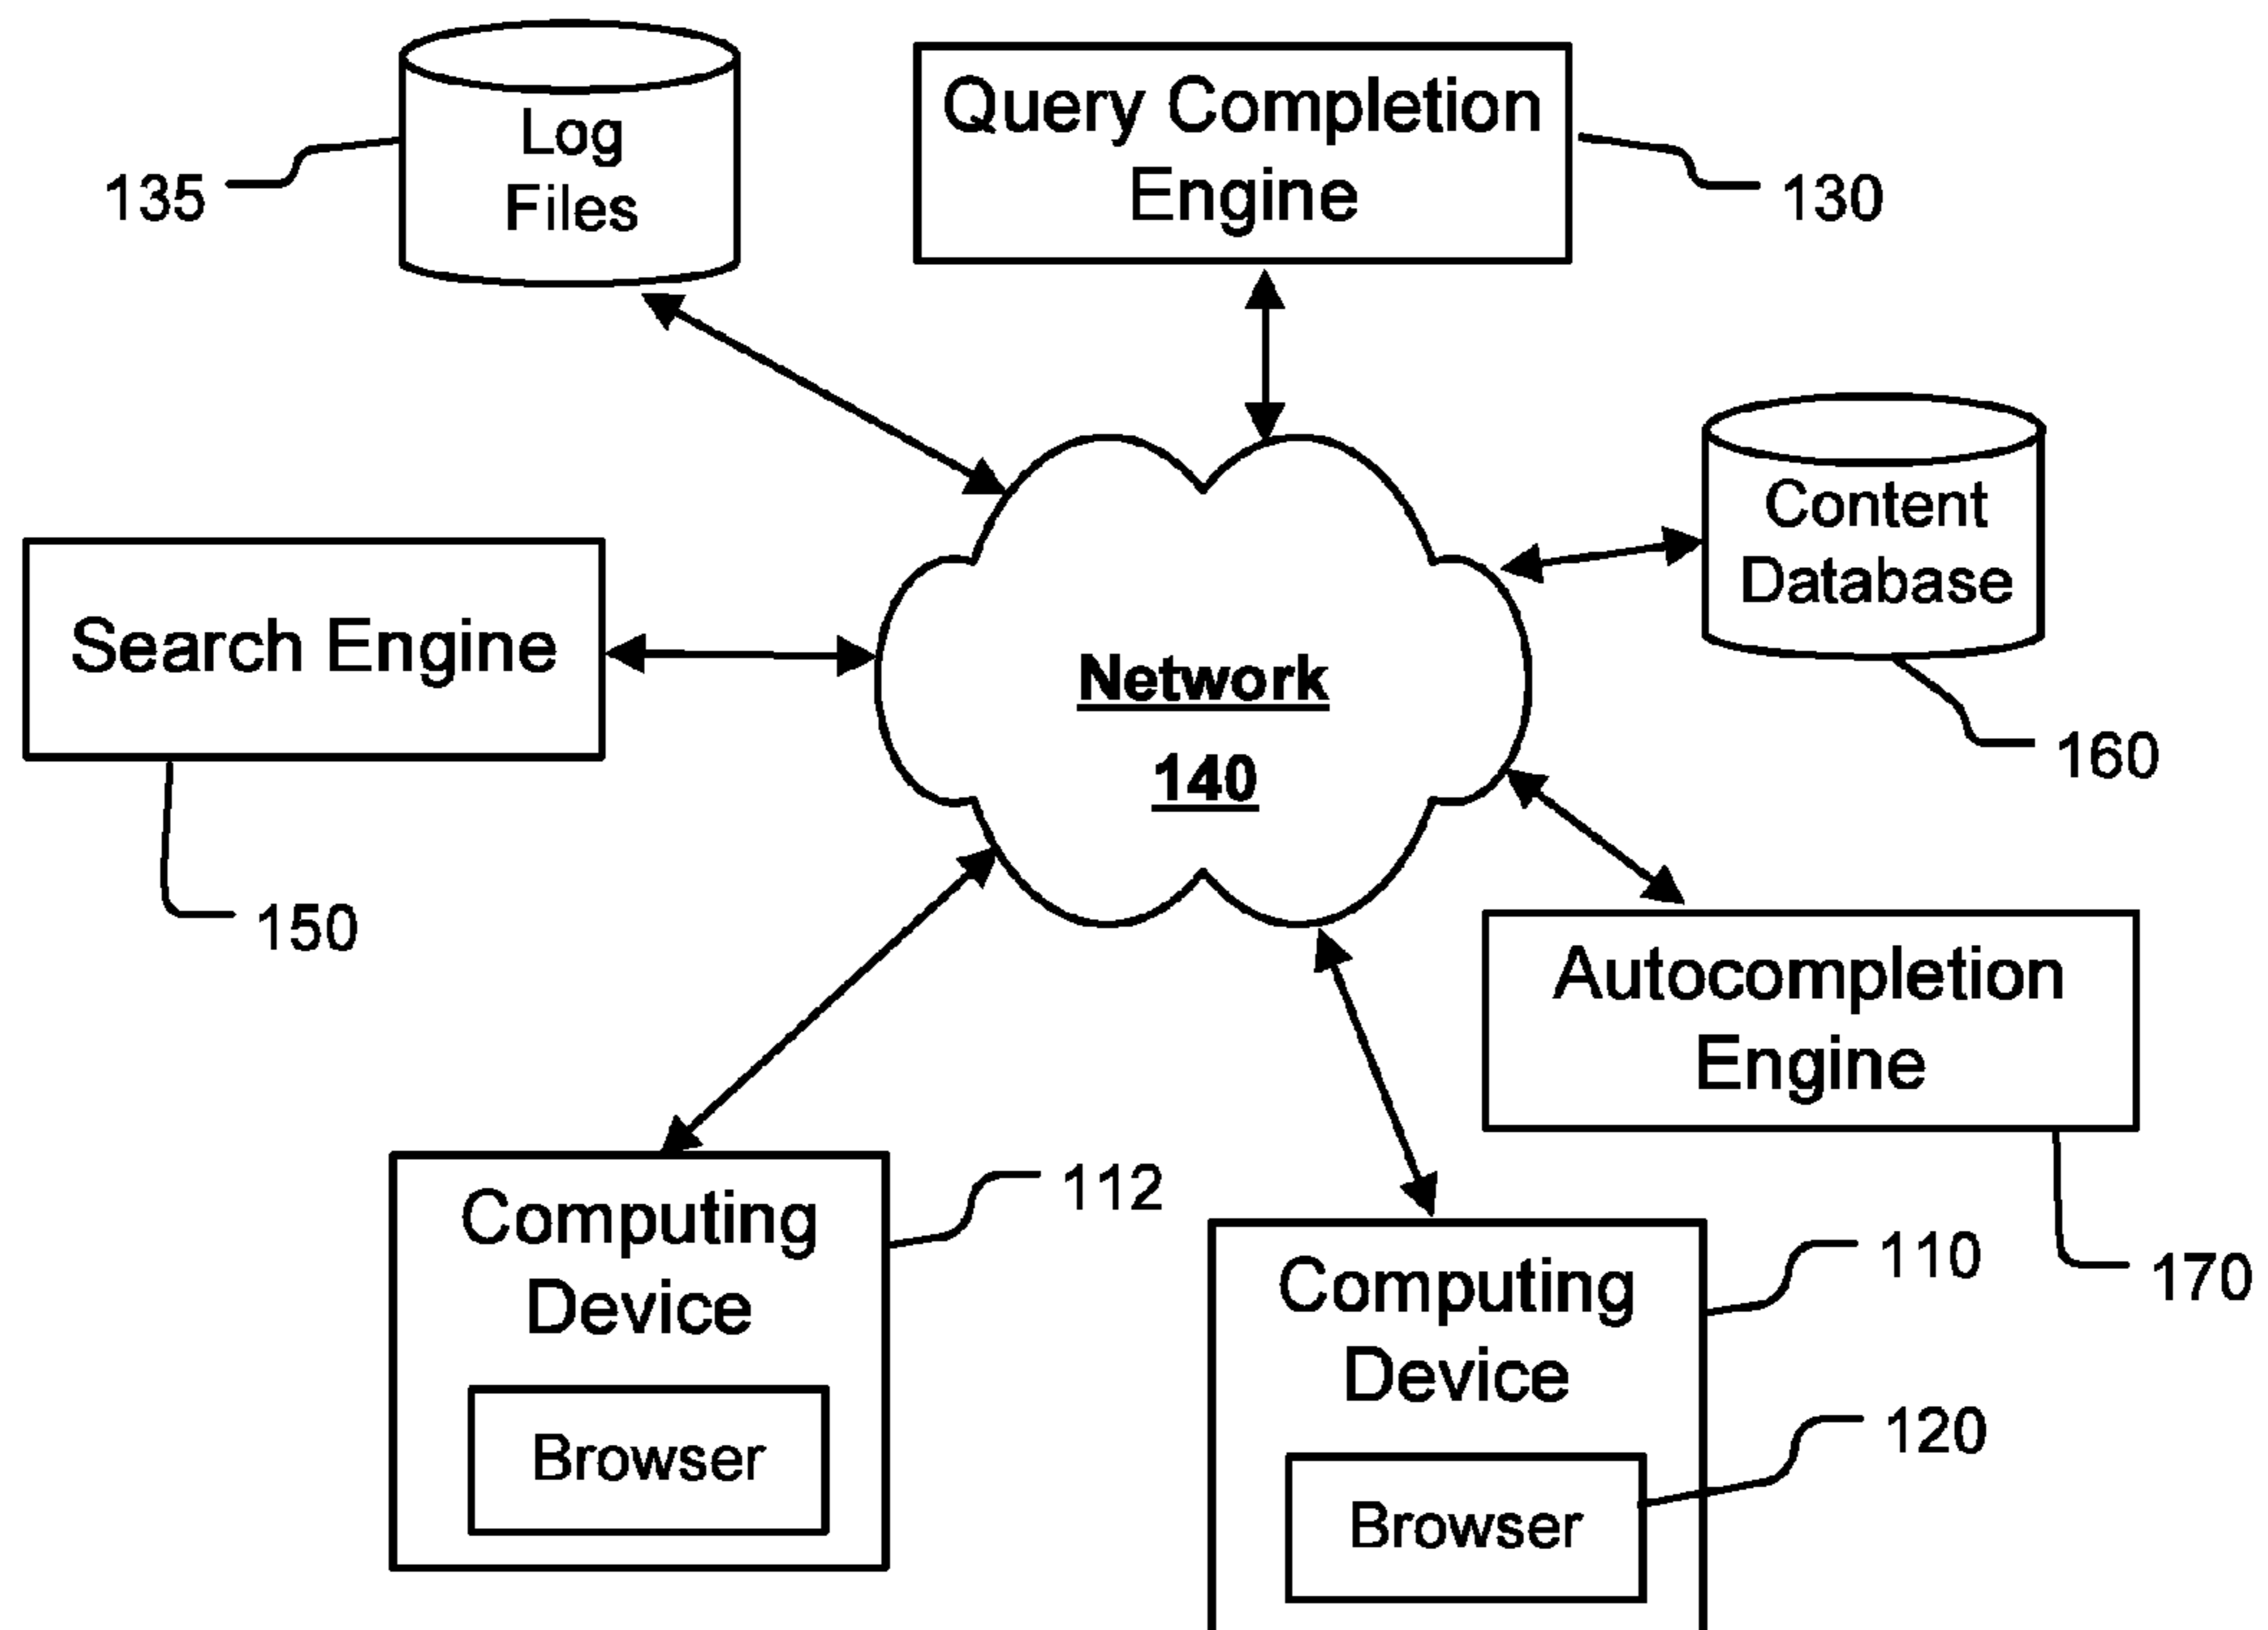 Log
Files
135
Query Completion
Engine
130
Content
Database
160
Search Engine
150
Network
140
Autocompletion
Engine
170
Computing
Device
112
Browser
Computing
Device
110
Browser
120